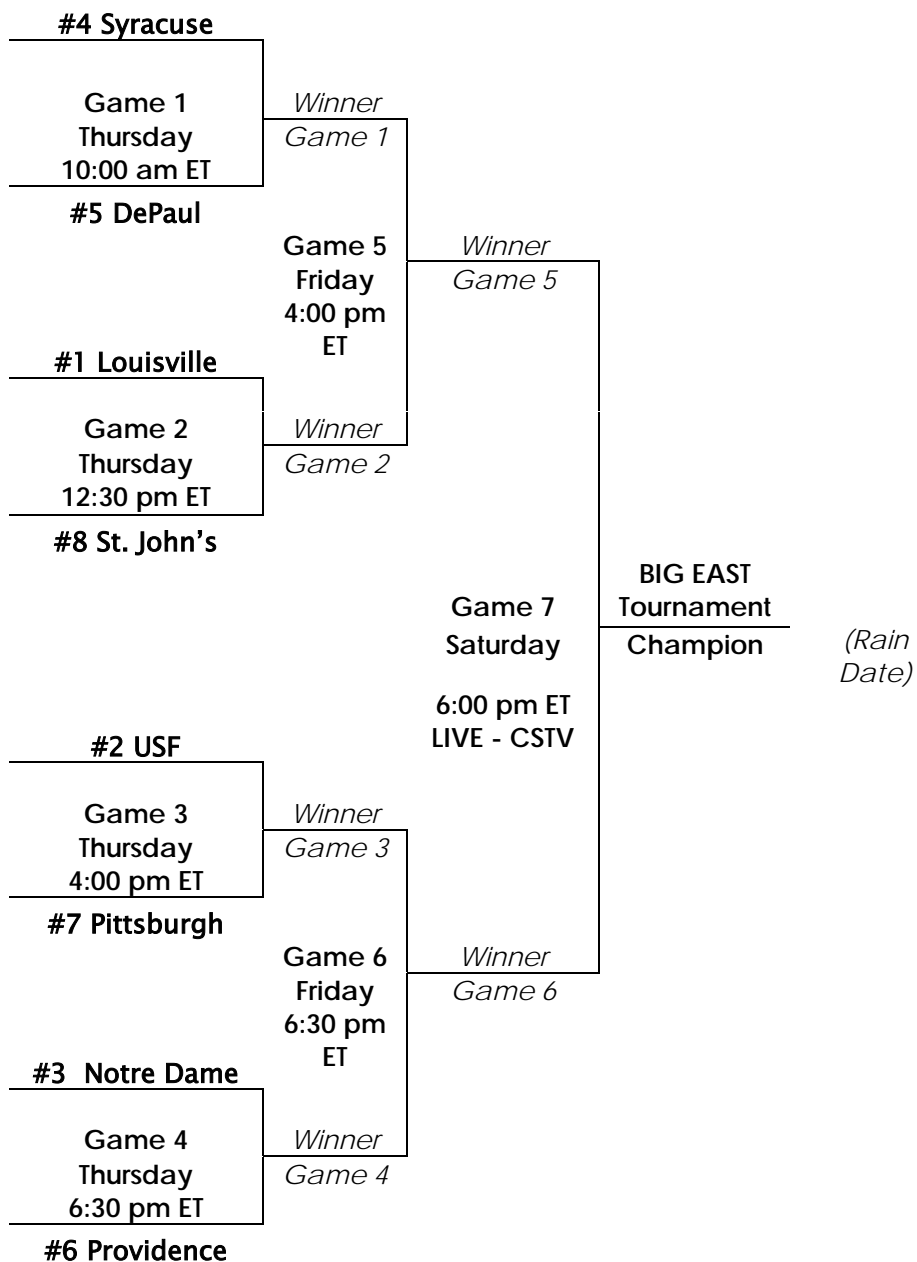 #4 Syracuse
Game 1
Thursday
10:00 am ET
#5 DePaul
Winner
Game 1
Game 5
Friday
4:00 pm
ET
Winner
Game 5
#1 Louisville
Game 2
Thursday
12:30 pm ET
#8 St. John's
Winner
Game 2
Game 7
Saturday
6:00 pm ET
LIVE - CSTV
BIG EAST
Tournament
Champion
(Rain
Date)
#2 USF
Game 3
Thursday
4:00 pm ET
#7 Pittsburgh
Winner
Game 3
Game 6
Friday
6:30 pm
ET
Winner
Game 6
#3 Notre Dame
Game 4
Thursday
6:30 pm ET
#6 Providence
Winner
Game 4